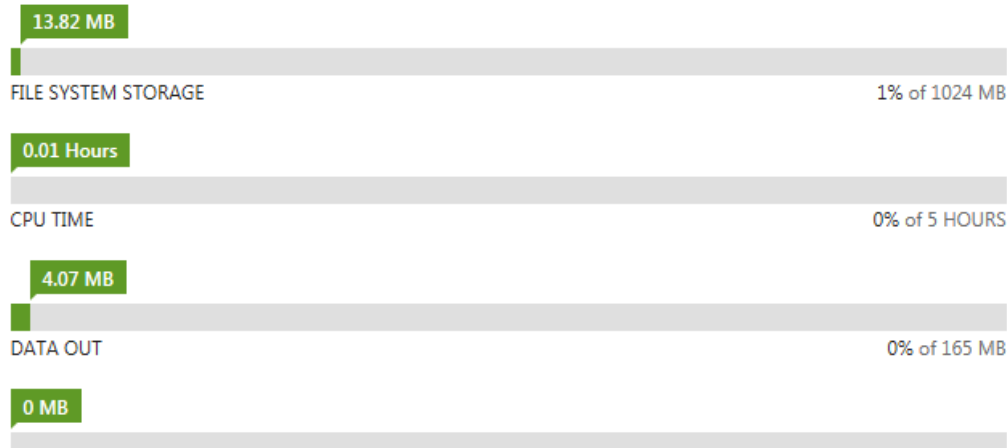 13.82 MB
FILE SYSTEM STORAGE 1% of 1024 MB
0.01 Hours
CPU TIME 0% of 5 HOURS
4.07 MB
DATA OUT 0% of 165 MB
0 MB